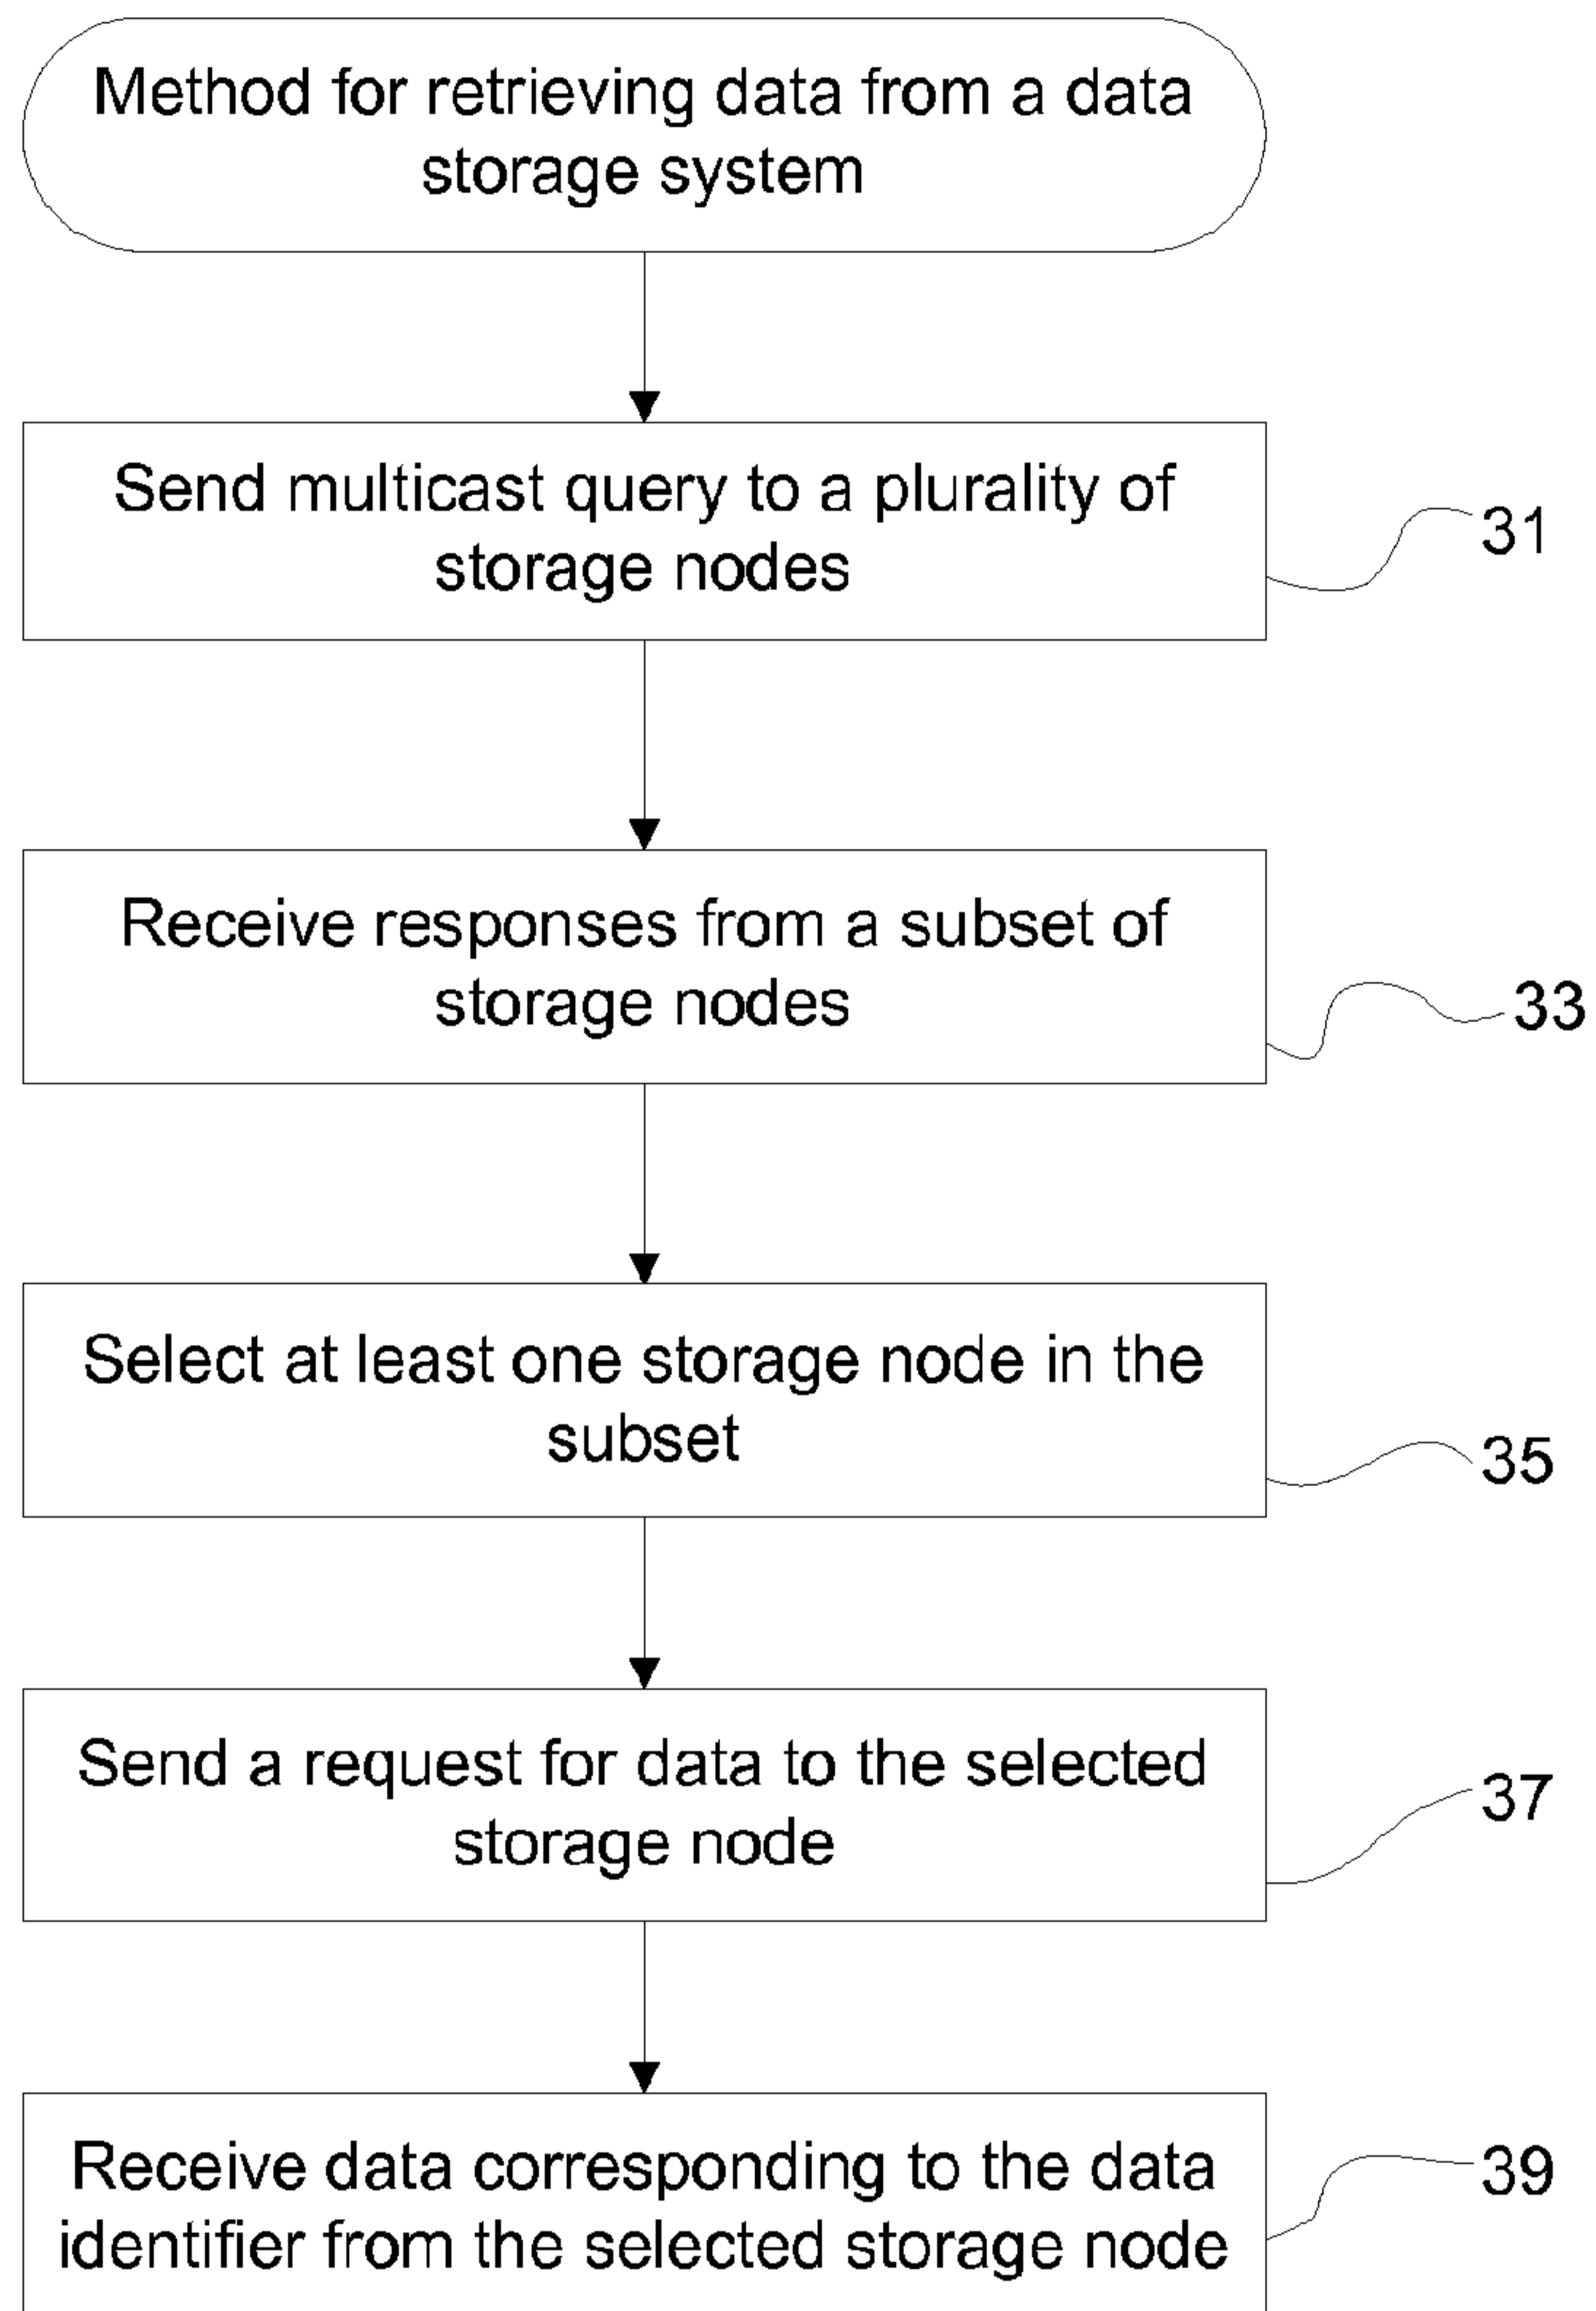 Method for retrieving data from a data
storage system
Send multicast query to a plurality of
storage nodes
31
Receive responses from a subset of
storage nodes
33
Select at least one storage node in the
subset
35
Send a request for data to the selected
storage node
37
Receive data corresponding to the data
identifier from the selected storage node
39